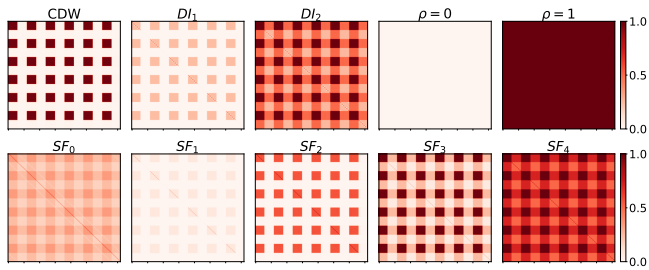 CDW
DI₁
DI₂
ρ = 0
ρ = 1
1.0
0.5
0.0
SF₀
SF₁
SF₂
SF₃
SF₄
1.0
0.5
0.0